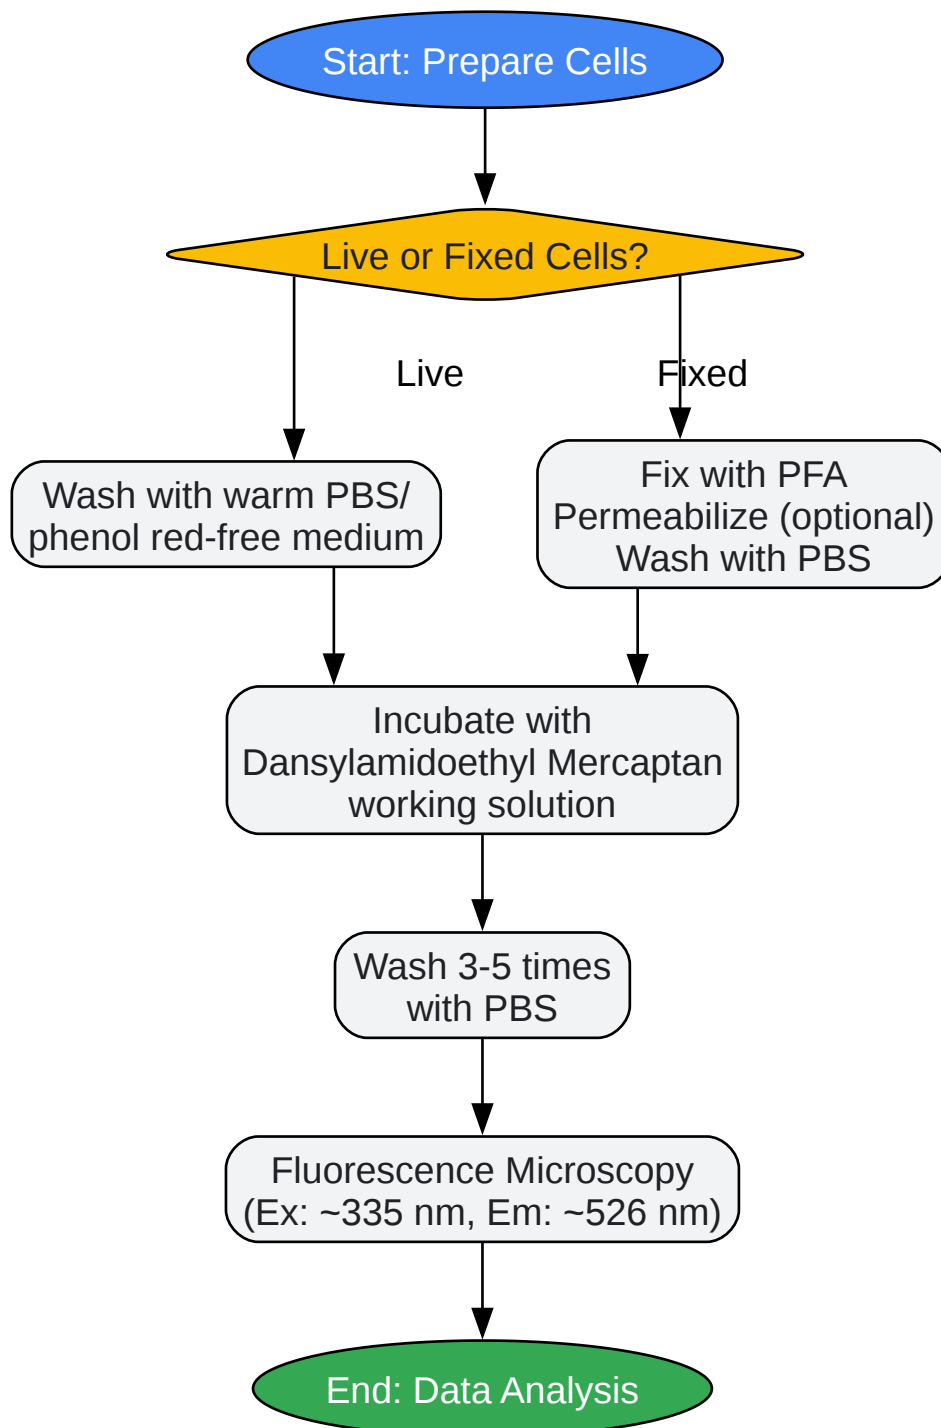 Start: Prepare Cells
Live or Fixed Cells?
Live
Fixed
Wash with warm PBS/
phenol red-free medium
Fix with PFA
Permeabilize (optional)
Wash with PBS
Incubate with
Dansylamidoethyl Mercaptan
working solution
Wash 3-5 times
with PBS
Fluorescence Microscopy
(Ex: ~335 nm, Em: ~526 nm)
End: Data Analysis